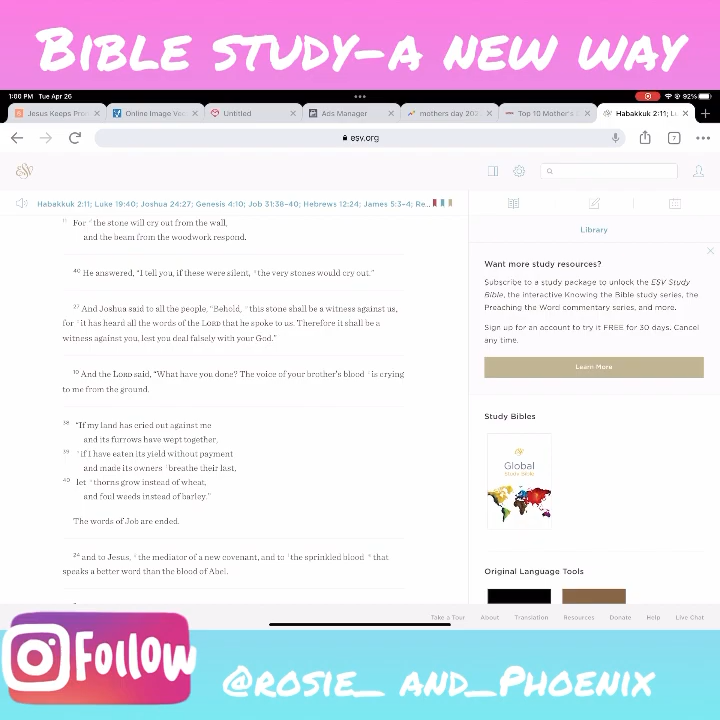 BIBLE STUDY-A NEW WAY
1:00 PM Tue Apr 26
92%
Jesus Keeps Pro
Online Image Vec
Untitled
Ads Manager
mothers day 202
Top 10 Mother's
Habakkuk 2:11; L
esv.org
7
Habakkuk 2:11; Luke 19:40; Joshua 24:27; Genesis 4:10; Job 31:38–40; Hebrews 12:24; James 5:3–4; Re...
Library
11 For the stone will cry out from the wall,
and the beam from the woodwork respond.
40 He answered, “I tell you, if these were silent, the very stones would cry out.”
27 And Joshua said to all the people, “Behold, this stone shall be a witness against us,
for it has heard all the words of the LORD that he spoke to us. Therefore it shall be a
witness against you, lest you deal falsely with your God.”
10 And the LORD said, “What have you done? The voice of your brother's blood is crying
to me from the ground.
38 “If my land has cried out against me
and its furrows have wept together,
39 if I have eaten its yield without payment
and made its owners breathe their last,
40 let thorns grow instead of wheat,
and foul weeds instead of barley.”
The words of Job are ended.
24 and to Jesus, the mediator of a new covenant, and to the sprinkled blood that
speaks a better word than the blood of Abel.
Want more study resources?
Subscribe to a study package to unlock the ESV Study
Bible, the interactive Knowing the Bible study series, the
Preaching the Word commentary series, and more.
Sign up for an account to try it FREE for 30 days. Cancel
any time.
Learn More
Study Bibles
Global
Study Bible
Original Language Tools
Take a Tour
About
Translation
Resources
Donate
Help
Live Chat
Follow
@ROSIE_AND_PHOENIX